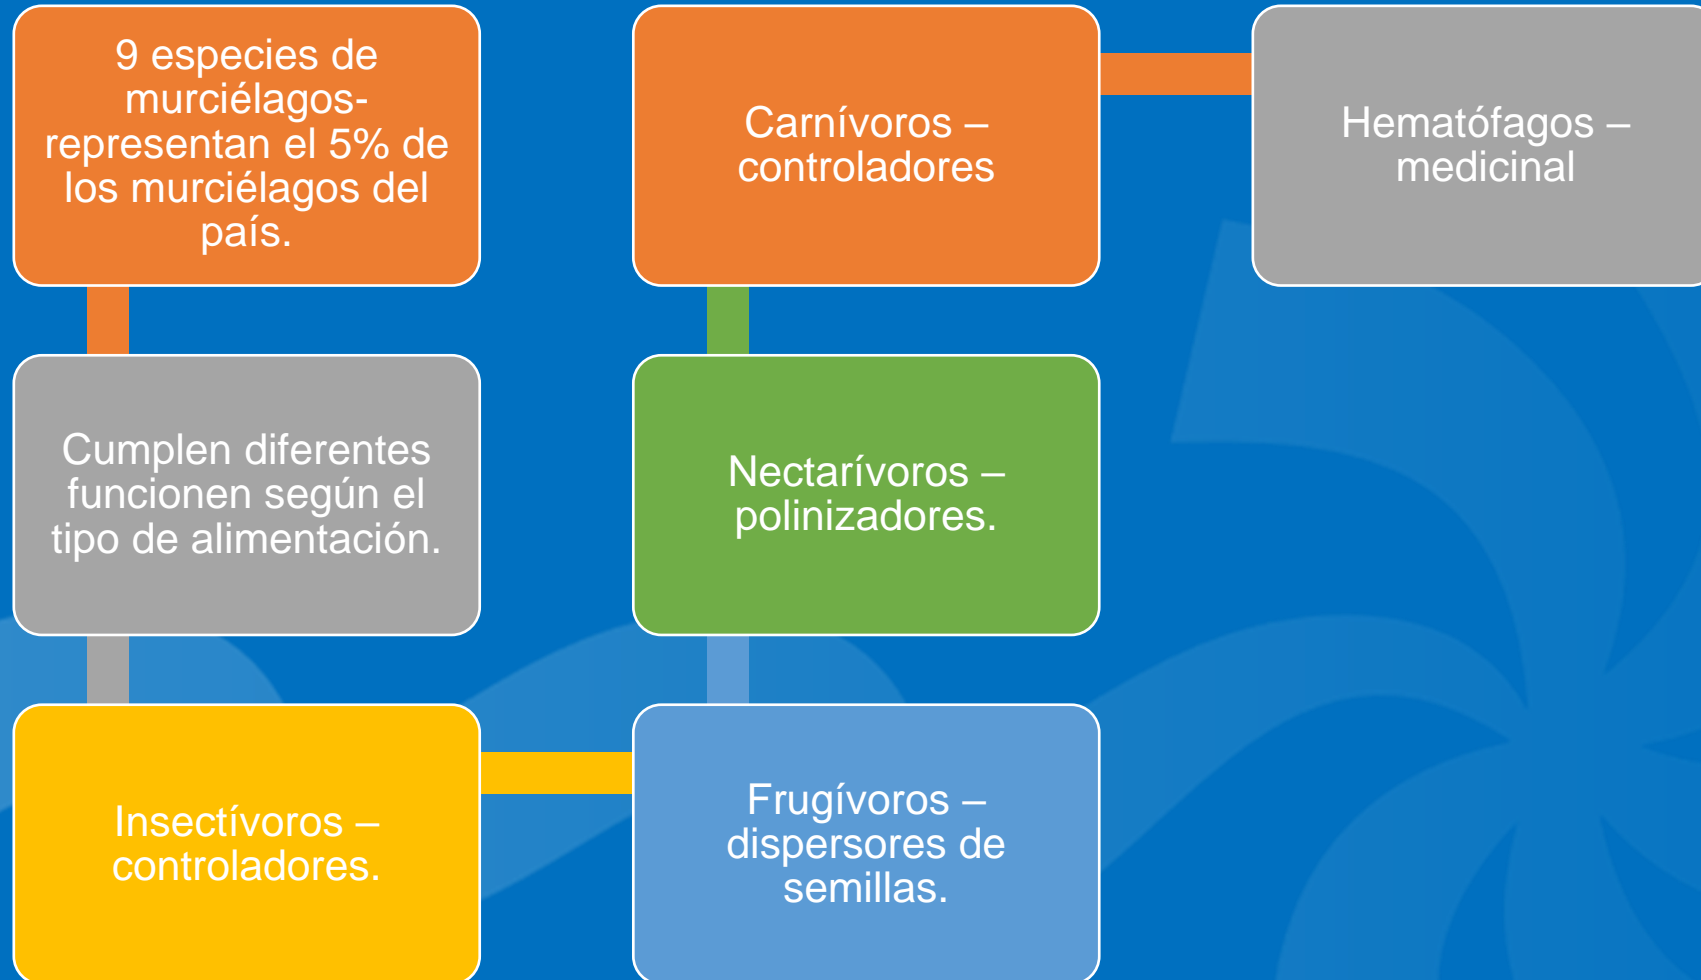 9 especies de
murciélagos-
representan el 5% de
los murciélagos del
país.
Cumplen diferentes
funcionen según el
tipo de alimentación.
Insectívoros –
controladores.
Frugívoros –
dispersores de
semillas.
Nectarívoros –
polinizadores.
Carnívoros –
controladores
Hematófagos –
medicinal